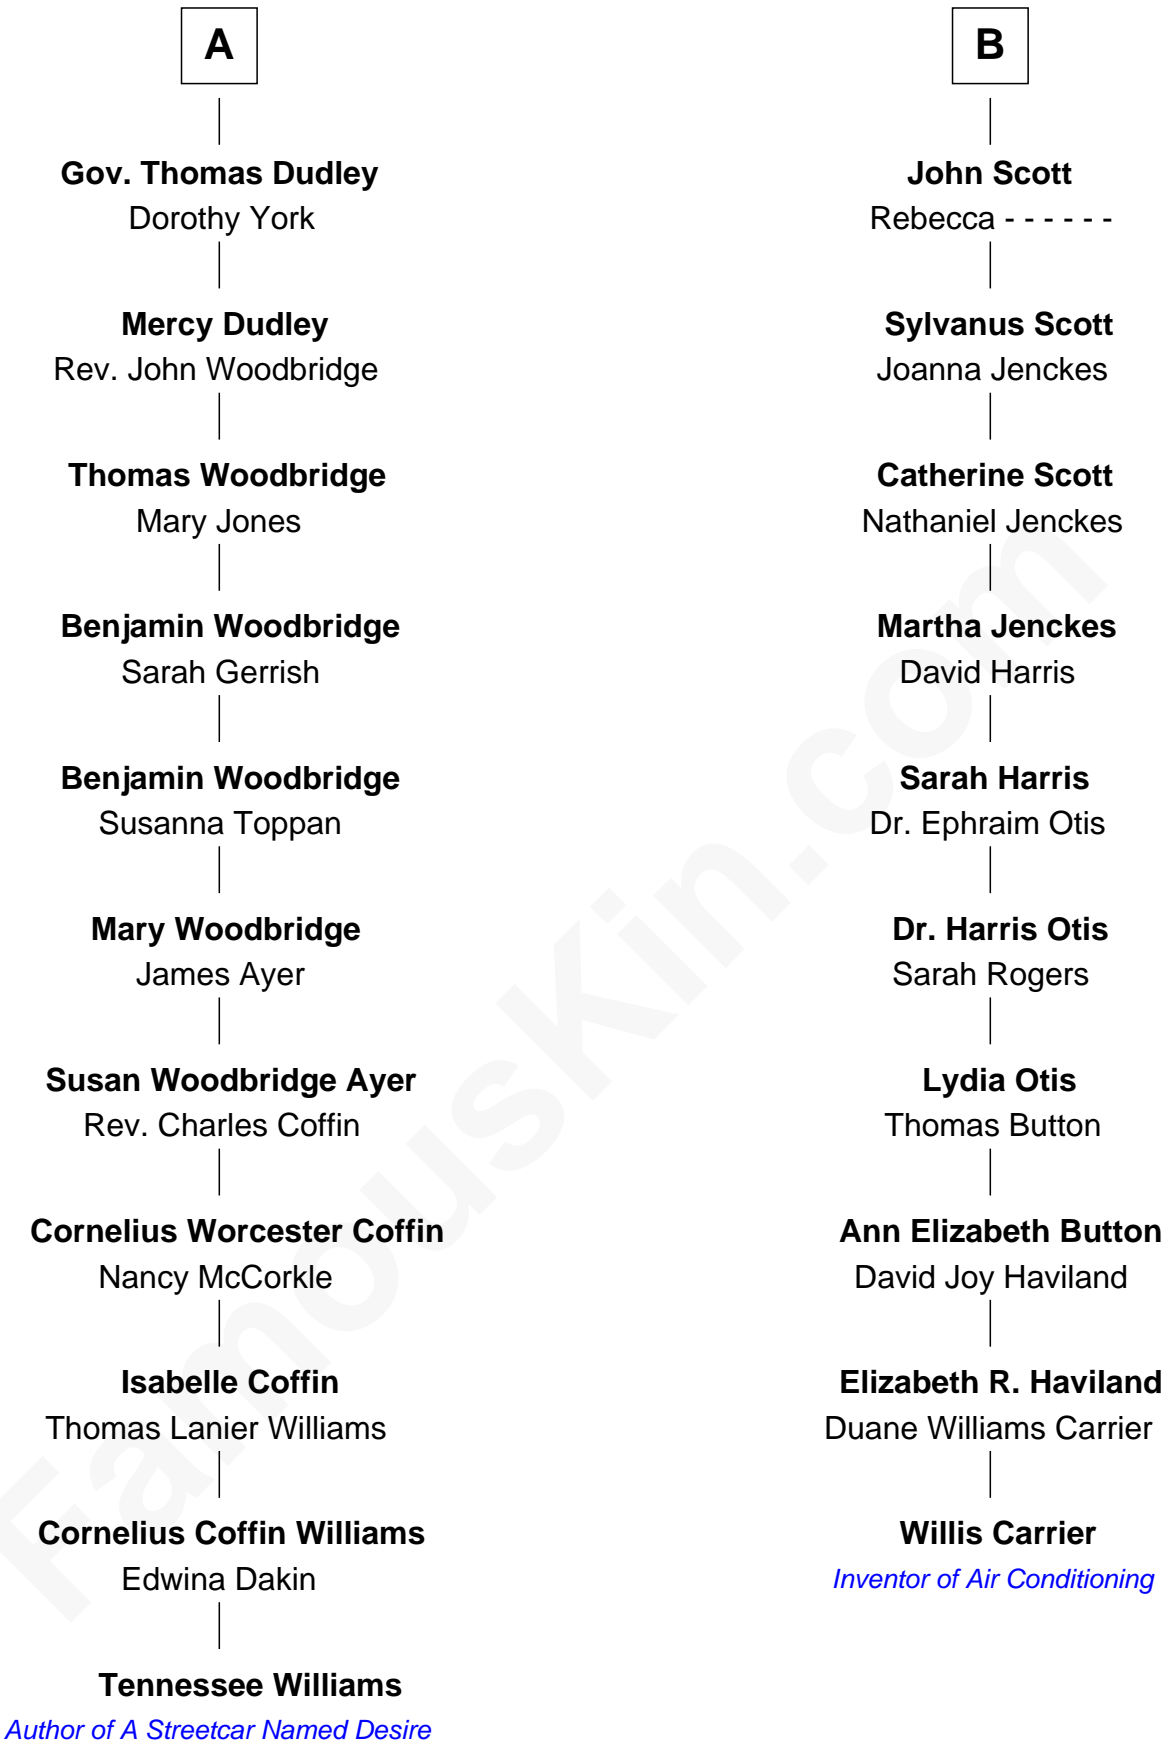 A
Gov. Thomas Dudley
Dorothy York
Mercy Dudley
Rev. John Woodbridge
Thomas Woodbridge
Mary Jones
Benjamin Woodbridge
Sarah Gerrish
Benjamin Woodbridge
Susanna Toppan
Mary Woodbridge
James Ayer
Susan Woodbridge Ayer
Rev. Charles Coffin
Cornelius Worcester Coffin
Nancy McCorkle
Isabelle Coffin
Thomas Lanier Williams
Cornelius Coffin Williams
Edwina Dakin
Tennessee Williams
Author of A Streetcar Named Desire
B
John Scott
Rebecca - - - - - -
Sylvanus Scott
Joanna Jenckes
Catherine Scott
Nathaniel Jenckes
Martha Jenckes
David Harris
Sarah Harris
Dr. Ephraim Otis
Dr. Harris Otis
Sarah Rogers
Lydia Otis
Thomas Button
Ann Elizabeth Button
David Joy Haviland
Elizabeth R. Haviland
Duane Williams Carrier
Willis Carrier
Inventor of Air Conditioning
FamousKin.com